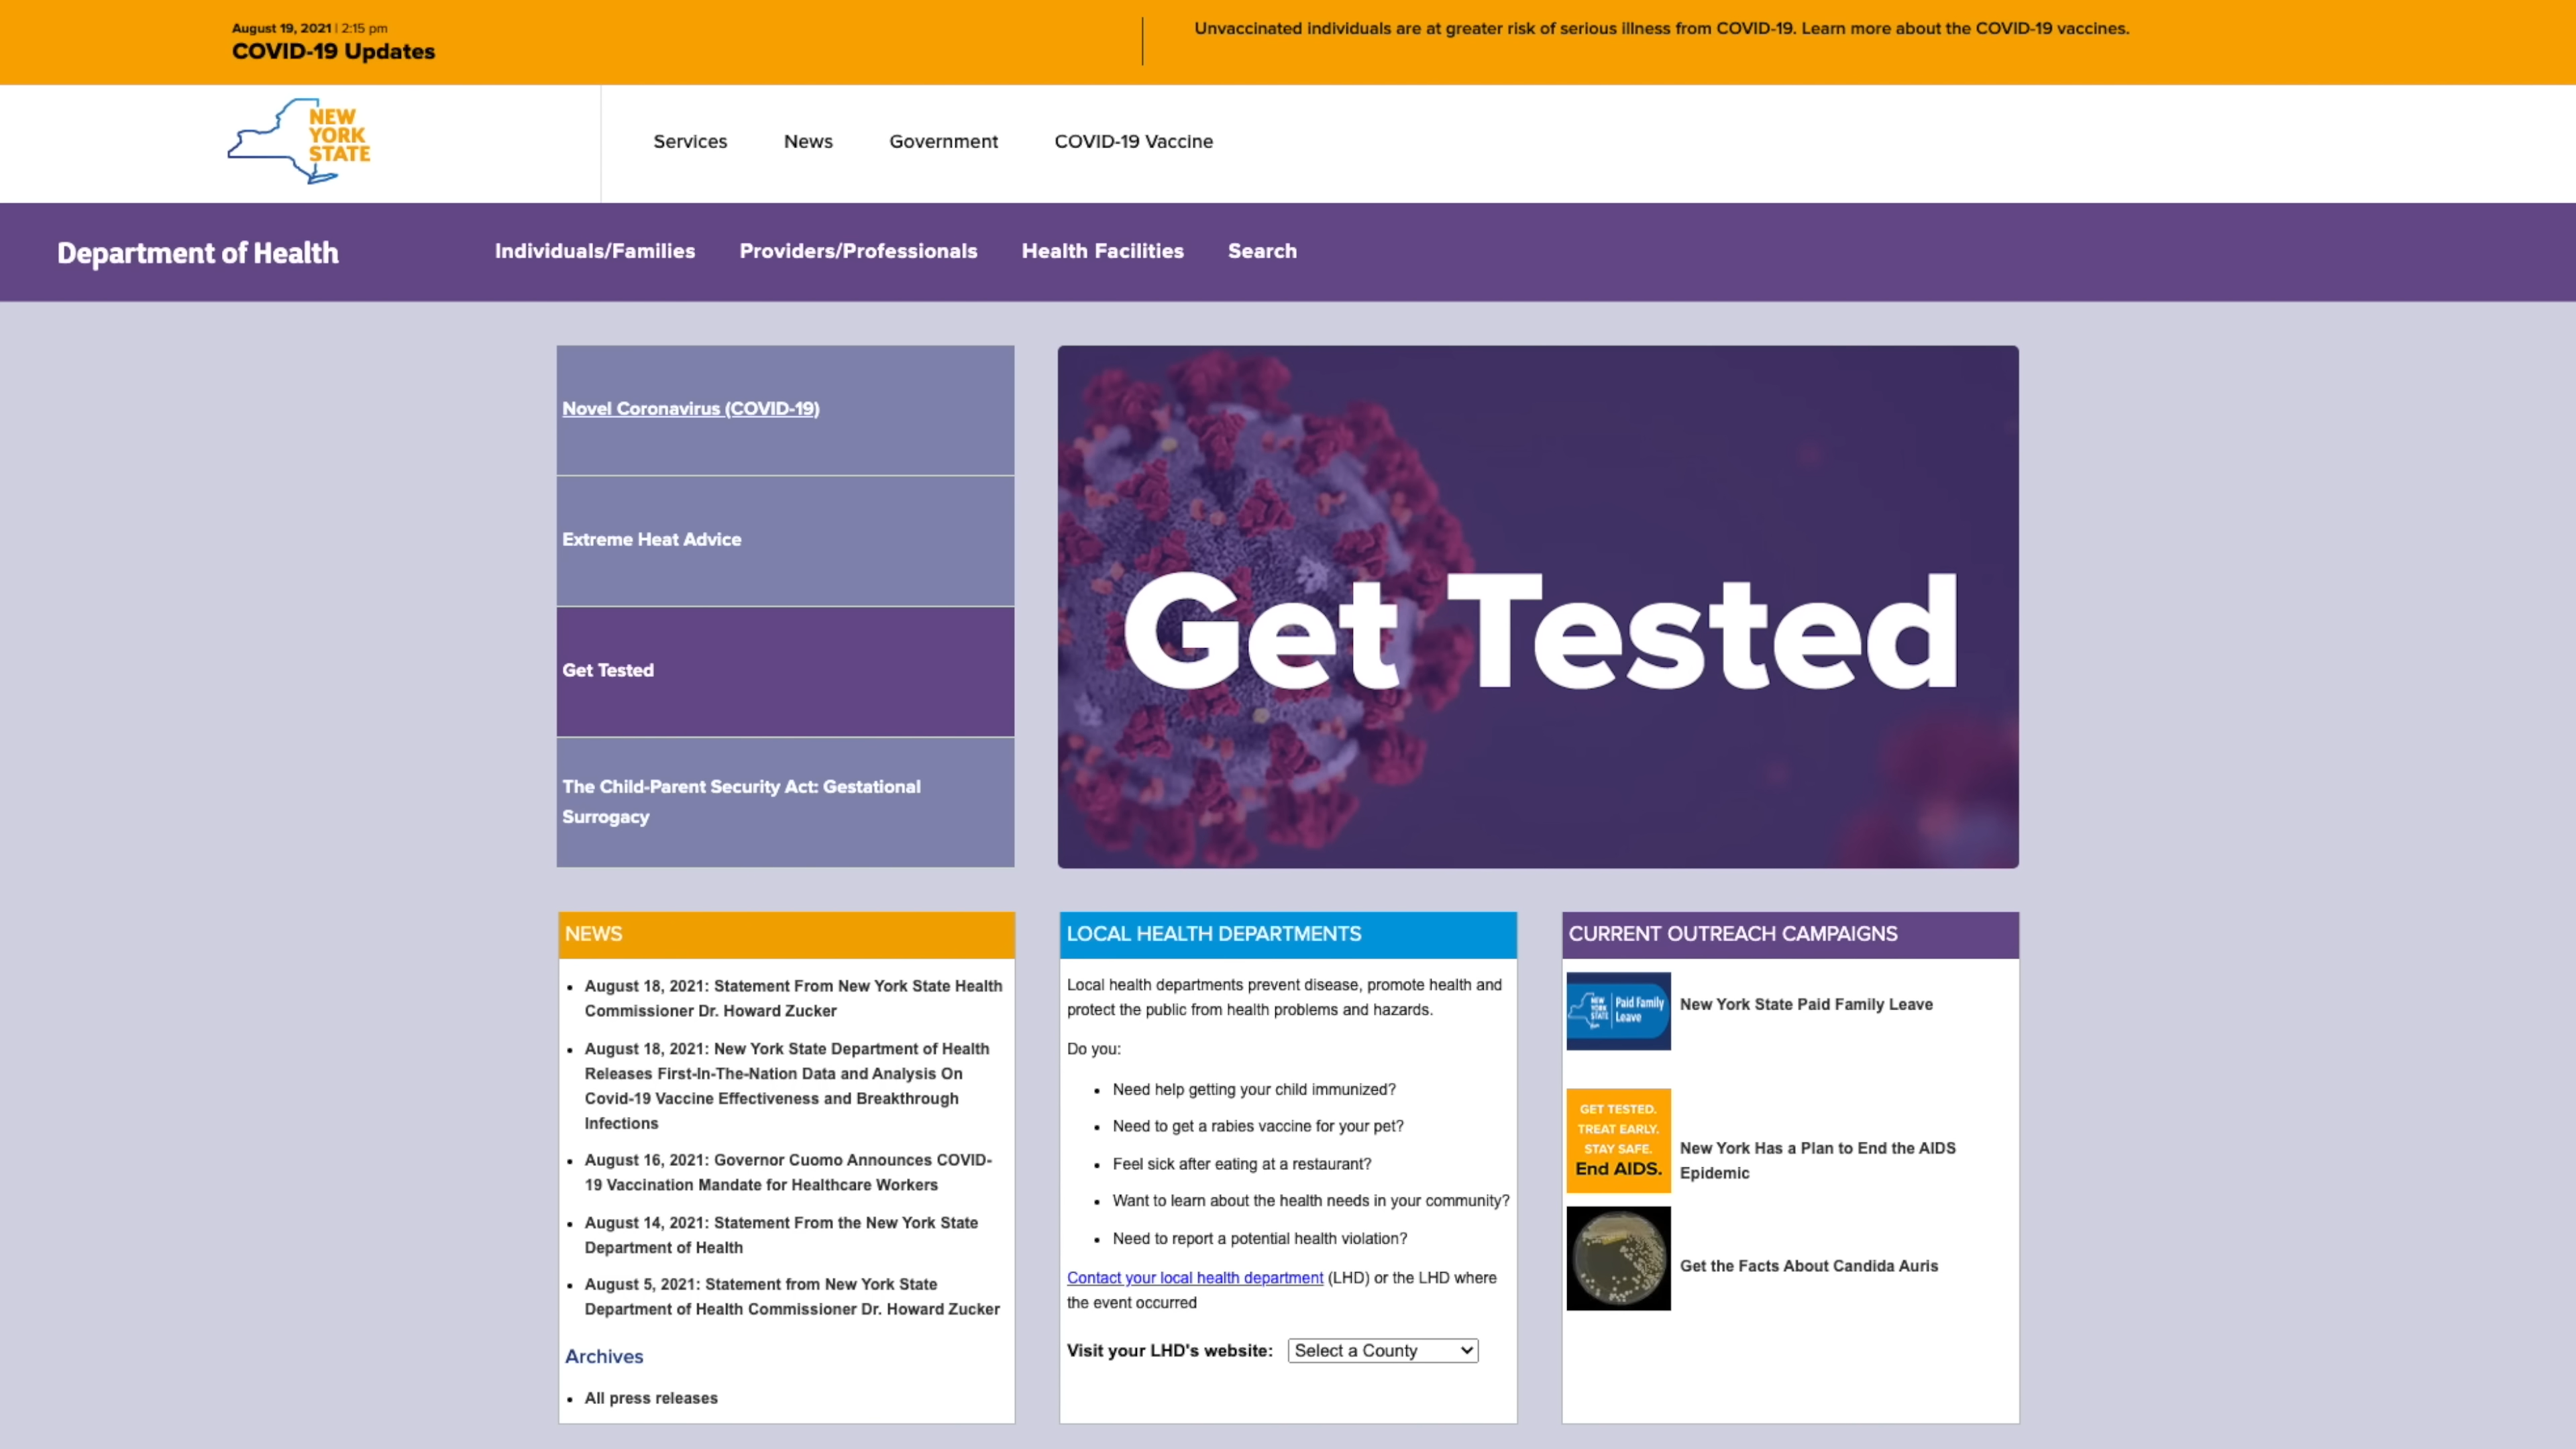 August 19, 2021 | 2:15 pm
COVID-19 Updates
Unvaccinated individuals are at greater risk of serious illness from COVID-19. Learn more about the COVID-19 vaccines.
NEW
YORK
STATE
Services News Government COVID-19 Vaccine
Department of Health
Individuals/Families Providers/Professionals Health Facilities Search
Novel Coronavirus (COVID-19)
Extreme Heat Advice
Get Tested
The Child-Parent Security Act: Gestational
Surrogacy
Get Tested
NEWS
August 18, 2021: Statement From New York State Health
Commissioner Dr. Howard Zucker
August 18, 2021: New York State Department of Health
Releases First-In-The-Nation Data and Analysis On
Covid-19 Vaccine Effectiveness and Breakthrough
Infections
August 16, 2021: Governor Cuomo Announces COVID-
19 Vaccination Mandate for Healthcare Workers
August 14, 2021: Statement From the New York State
Department of Health
August 5, 2021: Statement from New York State
Department of Health Commissioner Dr. Howard Zucker
Archives
All press releases
LOCAL HEALTH DEPARTMENTS
Local health departments prevent disease, promote health and
protect the public from health problems and hazards.
Do you:
Need help getting your child immunized?
Need to get a rabies vaccine for your pet?
Feel sick after eating at a restaurant?
Want to learn about the health needs in your community?
Need to report a potential health violation?
Contact your local health department (LHD) or the LHD where
the event occurred
Visit your LHD's website: Select a County
CURRENT OUTREACH CAMPAIGNS
NEW
YORK
STATE
Paid Family
Leave
New York State Paid Family Leave
GET TESTED.
TREAT EARLY.
STAY SAFE.
End AIDS.
New York Has a Plan to End the AIDS
Epidemic
Get the Facts About Candida Auris